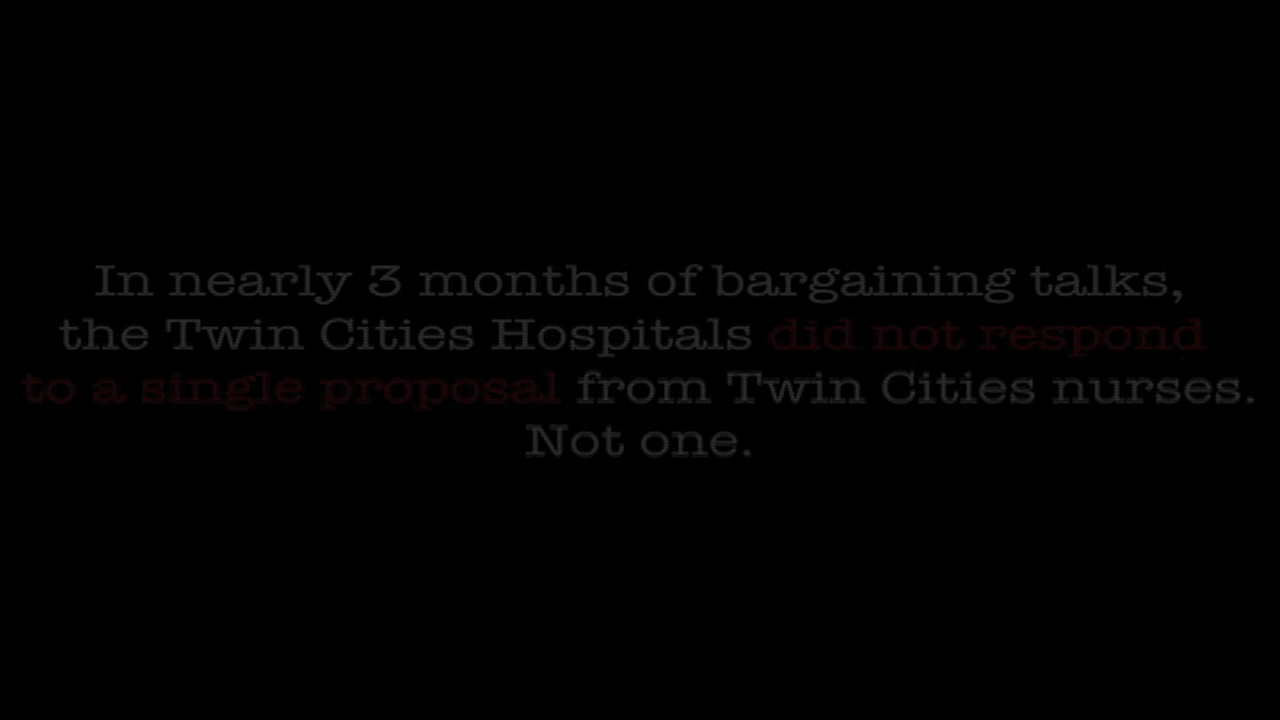 In nearly 3 months of bargaining talks,
the Twin Cities Hospitals did not respond
to a single proposal from Twin Cities nurses.
Not one.